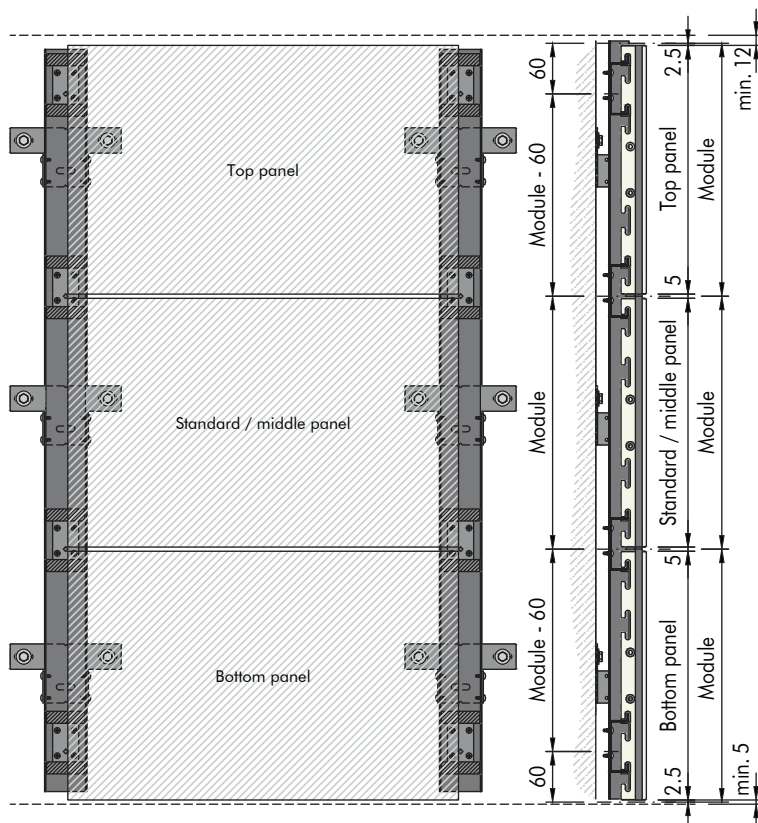 Top panel
Standard / middle panel
Bottom panel
60
Module - 60
Module
Module - 60
60
2.5
Top panel
5
Standard / middle panel
5
Bottom panel
2.5
Module
Module
Module
min. 12
min. 5